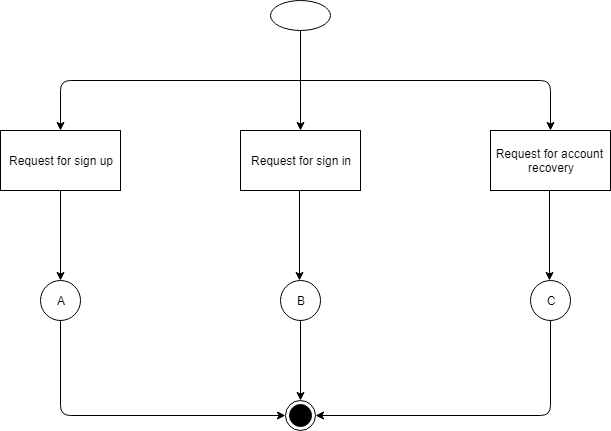 Request for sign up
Request for sign in
Request for account
recovery
A
B
C